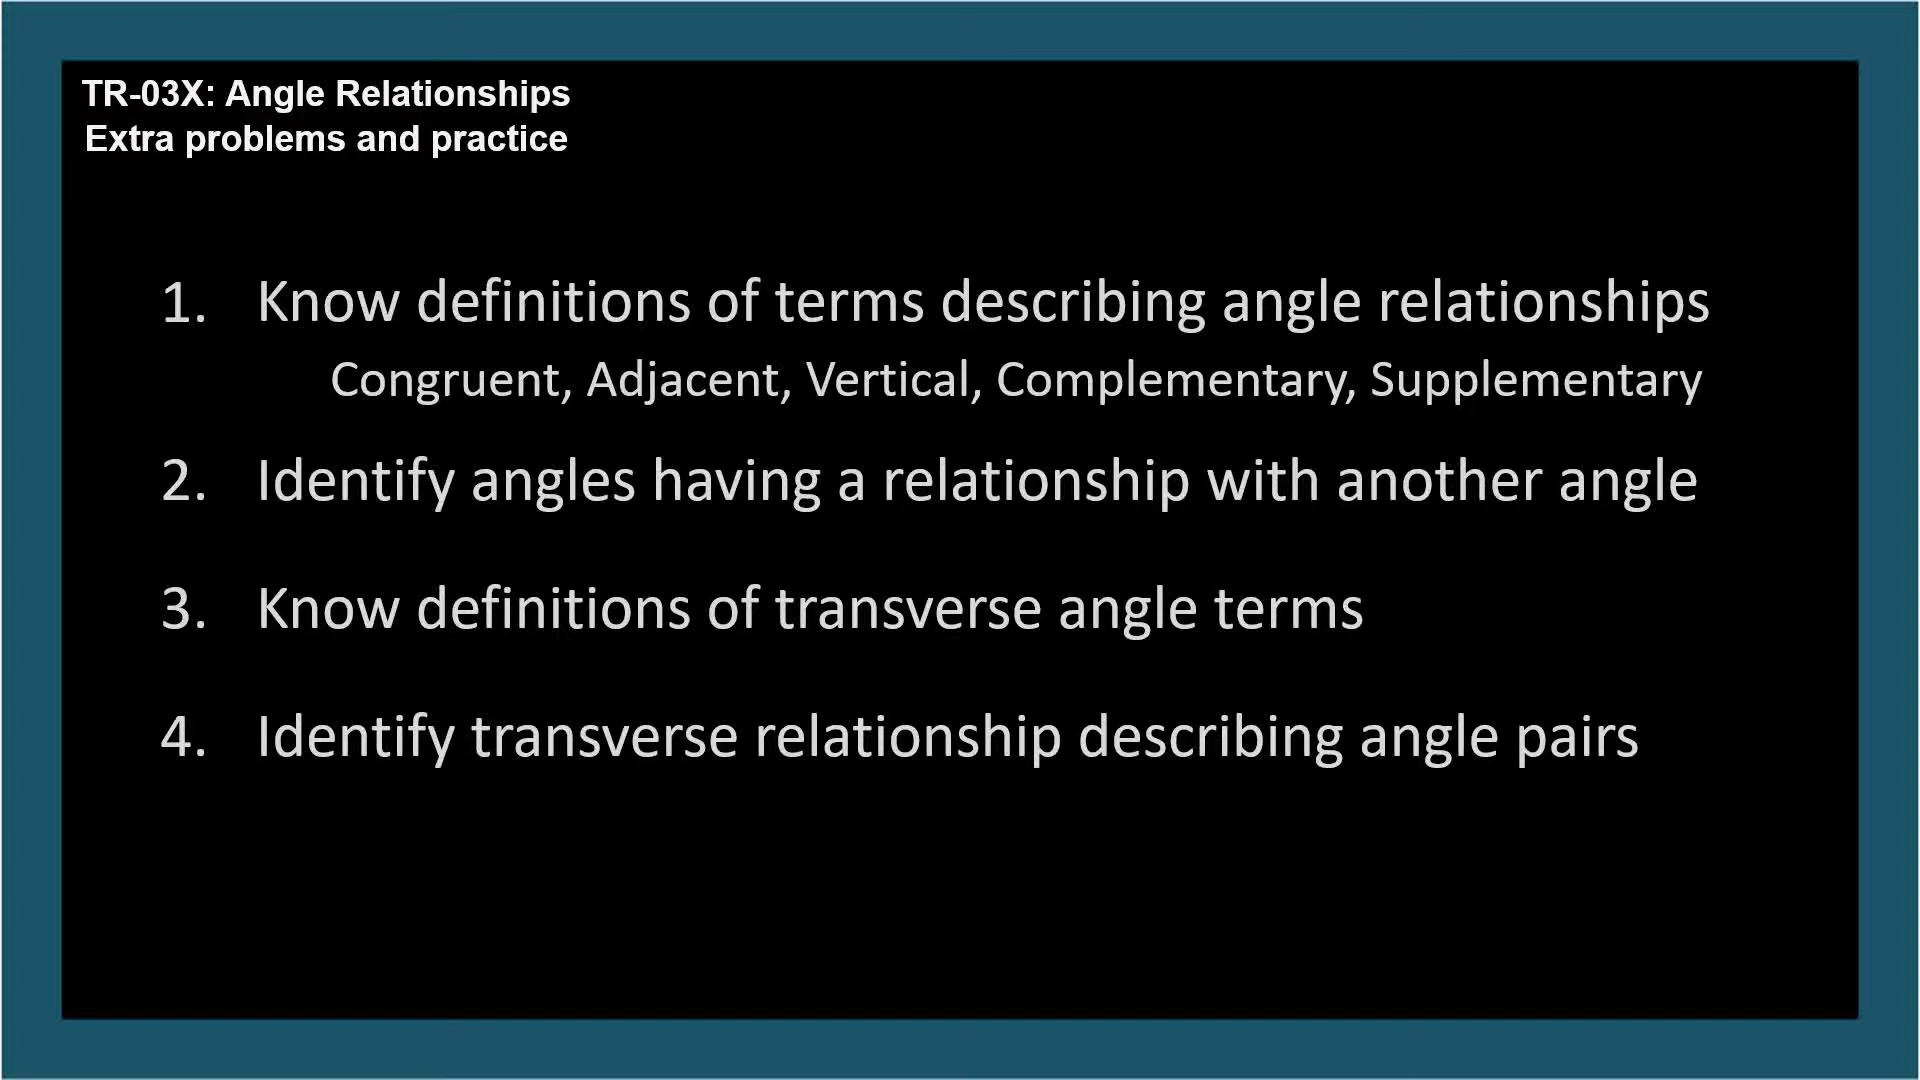 TR-03X: Angle Relationships
Extra problems and practice
1. Know definitions of terms describing angle relationships
Congruent, Adjacent, Vertical, Complementary, Supplementary
2. Identify angles having a relationship with another angle
3. Know definitions of transverse angle terms
4. Identify transverse relationship describing angle pairs